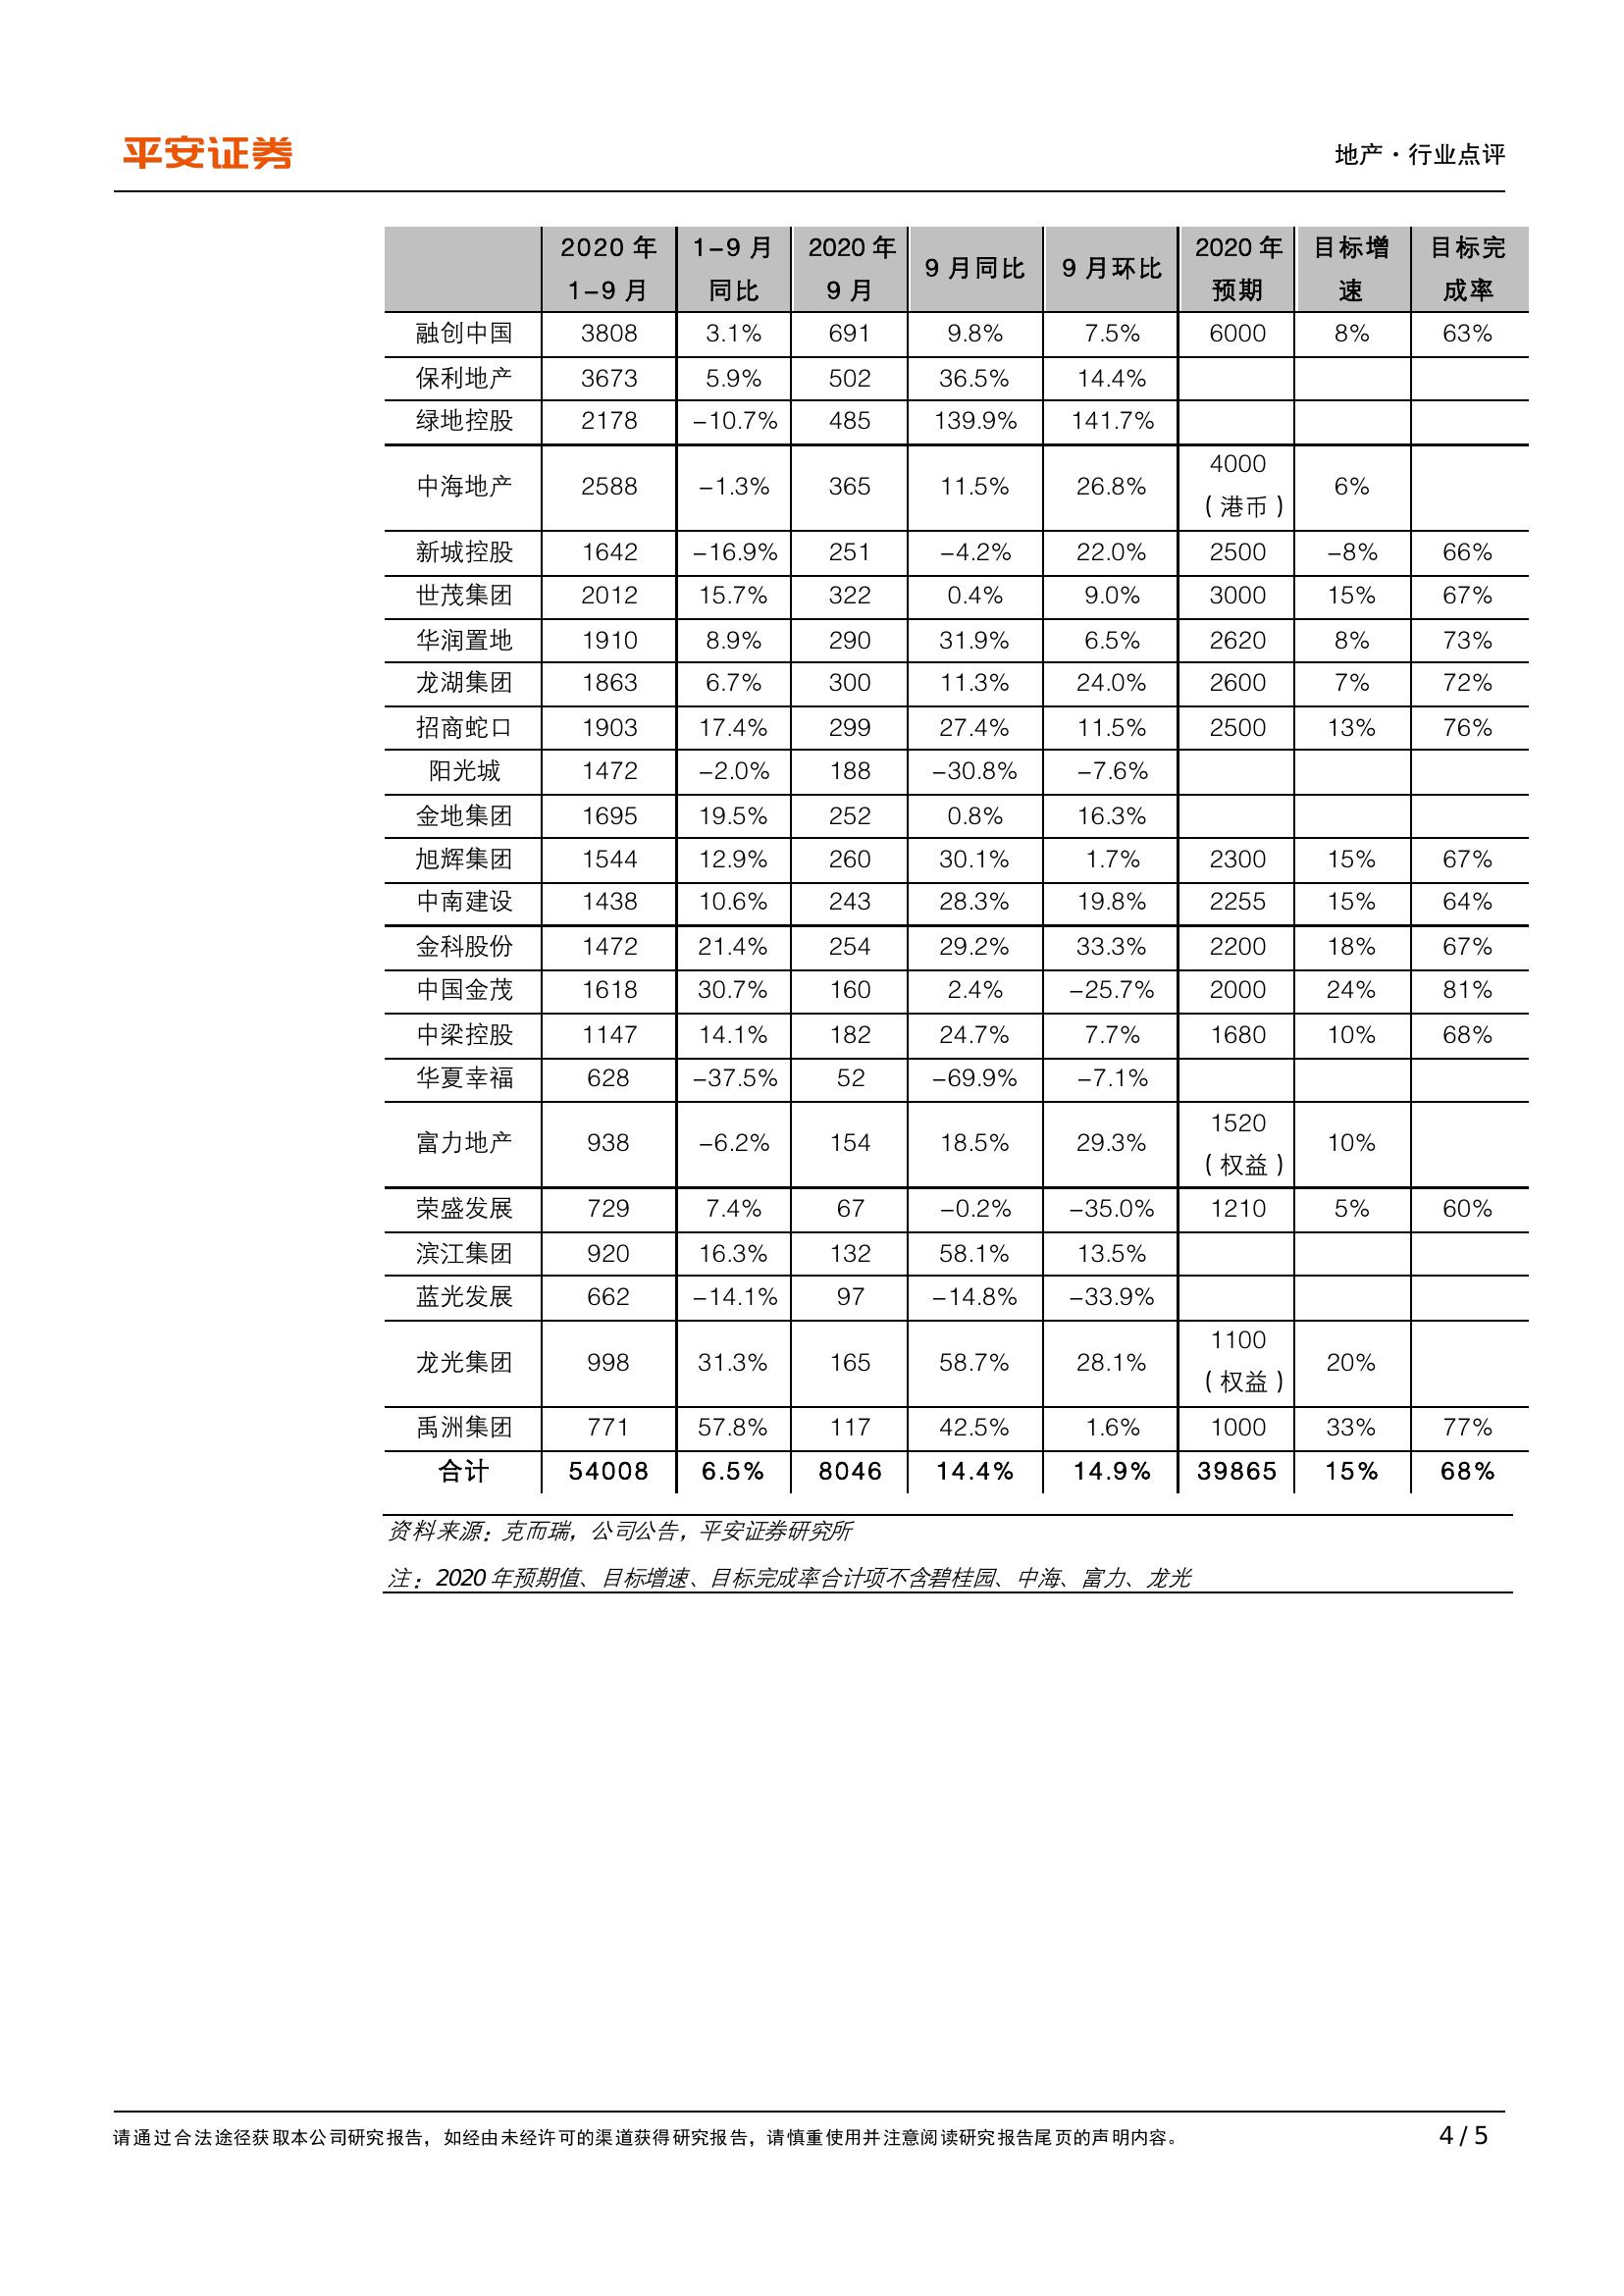 平安证券
地产·行业点评
2020 年 1-9 月 同比 2020 年 9 月同比 9 月环比 2020 年 目标增 目标完
1-9 月 9 月 预期 速 成率
融创中国 3808 3.1% 691 9.8% 7.5% 6000 8% 63%
保利地产 3673 5.9% 502 36.5% 14.4%
绿地控股 2178 -10.7% 485 139.9% 141.7%
中海地产 2588 -1.3% 365 11.5% 26.8% 4000（港币） 6%
新城控股 1642 -16.9% 251 -4.2% 22.0% 2500 -8% 66%
世茂集团 2012 15.7% 322 0.4% 9.0% 3000 15% 67%
华润置地 1910 8.9% 290 31.9% 6.5% 2620 8% 73%
龙湖集团 1863 6.7% 300 11.3% 24.0% 2600 7% 72%
招商蛇口 1903 17.4% 299 27.4% 11.5% 2500 13% 76%
阳光城 1472 -2.0% 188 -30.8% -7.6%
金地集团 1695 19.5% 252 0.8% 16.3%
旭辉集团 1544 12.9% 260 30.1% 1.7% 2300 15% 67%
中南建设 1438 10.6% 243 28.3% 19.8% 2255 15% 64%
金科股份 1472 21.4% 254 29.2% 33.3% 2200 18% 67%
中国金茂 1618 30.7% 160 2.4% -25.7% 2000 24% 81%
中梁控股 1147 14.1% 182 24.7% 7.7% 1680 10% 68%
华夏幸福 628 -37.5% 52 -69.9% -7.1%
富力地产 938 -6.2% 154 18.5% 29.3% 1520（权益） 10%
荣盛发展 729 7.4% 67 -0.2% -35.0% 1210 5% 60%
滨江集团 920 16.3% 132 58.1% 13.5%
蓝光发展 662 -14.1% 97 -14.8% -33.9%
龙光集团 998 31.3% 165 58.7% 28.1% 1100（权益） 20%
禹洲集团 771 57.8% 117 42.5% 1.6% 1000 33% 77%
合计 54008 6.5% 8046 14.4% 14.9% 39865 15% 68%
资料来源：克而瑞，公司公告，平安证券研究所
注：2020 年预期值、目标增速、目标完成率合计项不含碧桂园、中海、富力、龙光
请通过合法途径获取本公司研究报告，如经由未经许可的渠道获得研究报告，请慎重使用并注意阅读研究报告尾页的声明内容。
4 / 5